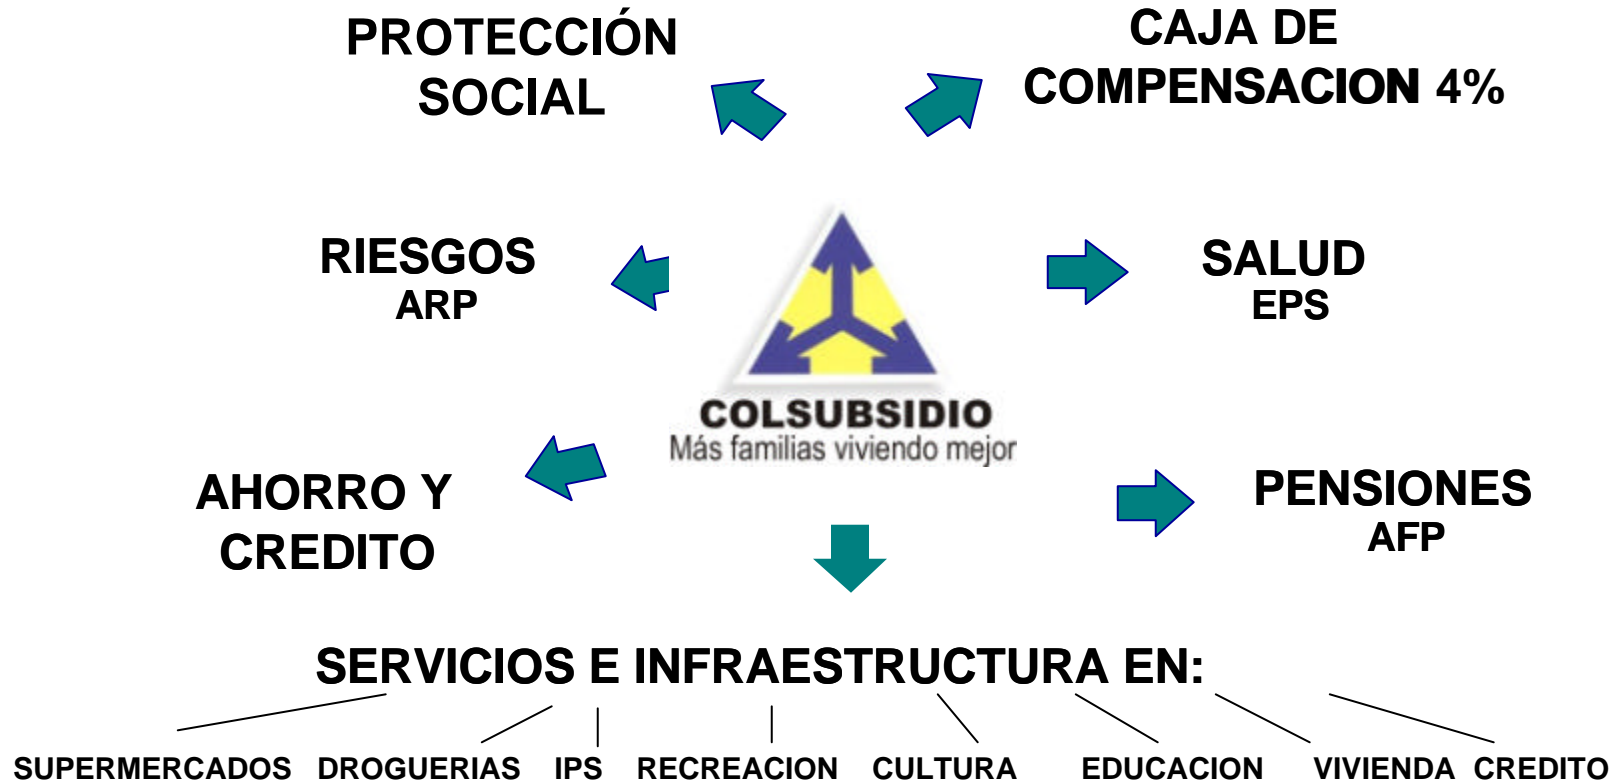 PROTECCIÓN
SOCIAL
CAJA DE
COMPENSACION 4%
RIESGOS
ARP
SALUD
EPS
COLSUBSIDIO
Más familias viviendo mejor
AHORRO Y
CREDITO
PENSIONES
AFP
SERVICIOS E INFRAESTRUCTURA EN:
SUPERMERCADOS DROGUERIAS IPS RECREACION CULTURA EDUCACION VIVIENDA CREDITO